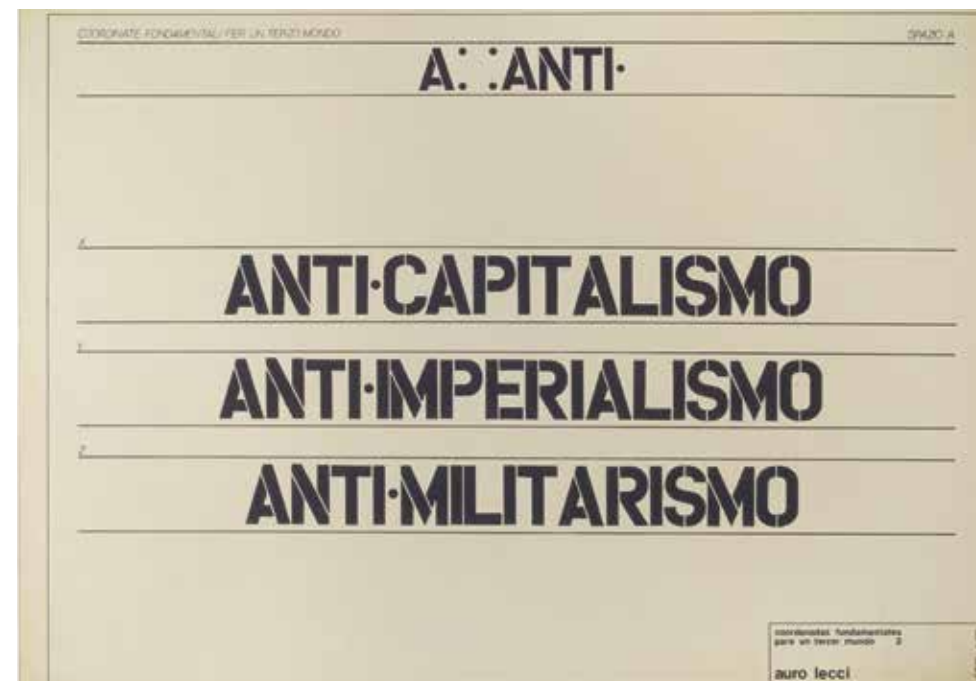 COORDINATE FONDAMENTALI PER UN TERZO MONDO SPAZIO A
A::ANTI·
ANTI·CAPITALISMO
ANTI·IMPERIALISMO
ANTI·MILITARISMO
coordenadas fundamentales
para un tercer mundo 2
auro lecci